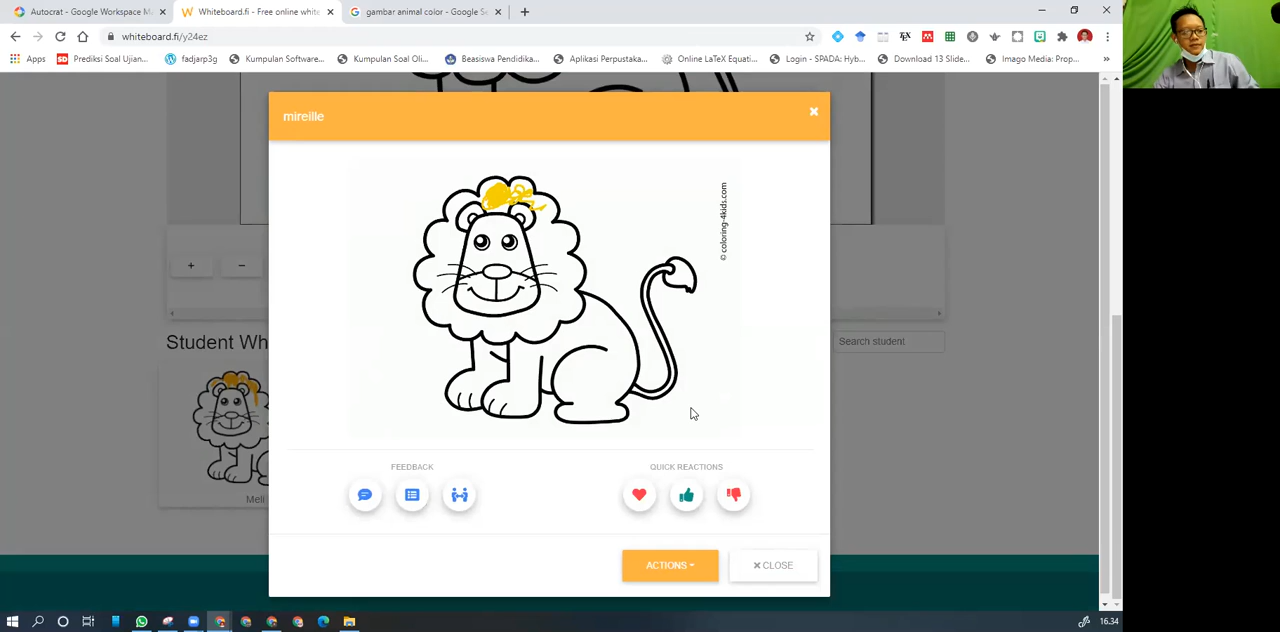 Autocrat - Google Workspace M
Whiteboard.fi - Free online white
gambar animal color - Google Se
whiteboard.fi/y24ez
Apps
Prediksi Soal Ujian...
fadjarp3g
Kumpulan Software...
Kumpulan Soal Oli...
Beasiswa Pendidika...
Aplikasi Perpustaka...
Online LaTeX Equati...
Login - SPADA: Hyb...
Download 13 Slide...
Imago Media: Prop...
»
mireille
© coloring-4kids.com
+
−
Student Wh
Search student
Meli
FEEDBACK
QUICK REACTIONS
ACTIONS
CLOSE
16.34